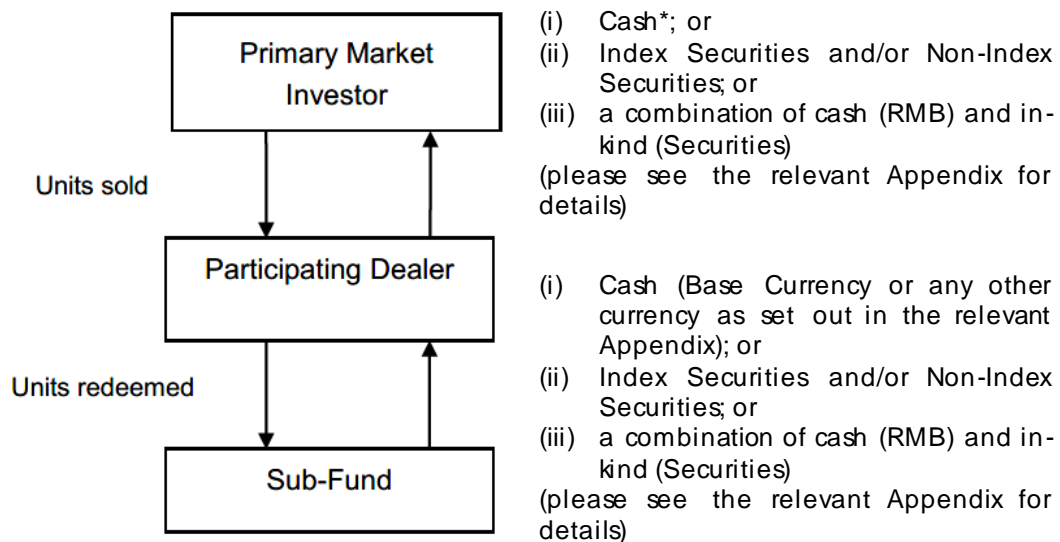 Primary Market
Investor
Units sold
Participating Dealer
Units redeemed
Sub-Fund
(i) Cash*; or
(ii) Index Securities and/or Non-Index
Securities; or
(iii) a combination of cash (RMB) and in-
kind (Securities)
(please see the relevant Appendix for
details)
(i) Cash (Base Currency or any other
currency as set out in the relevant
Appendix); or
(ii) Index Securities and/or Non-Index
Securities; or
(iii) a combination of cash (RMB) and in-
kind (Securities)
(please see the relevant Appendix for
details)